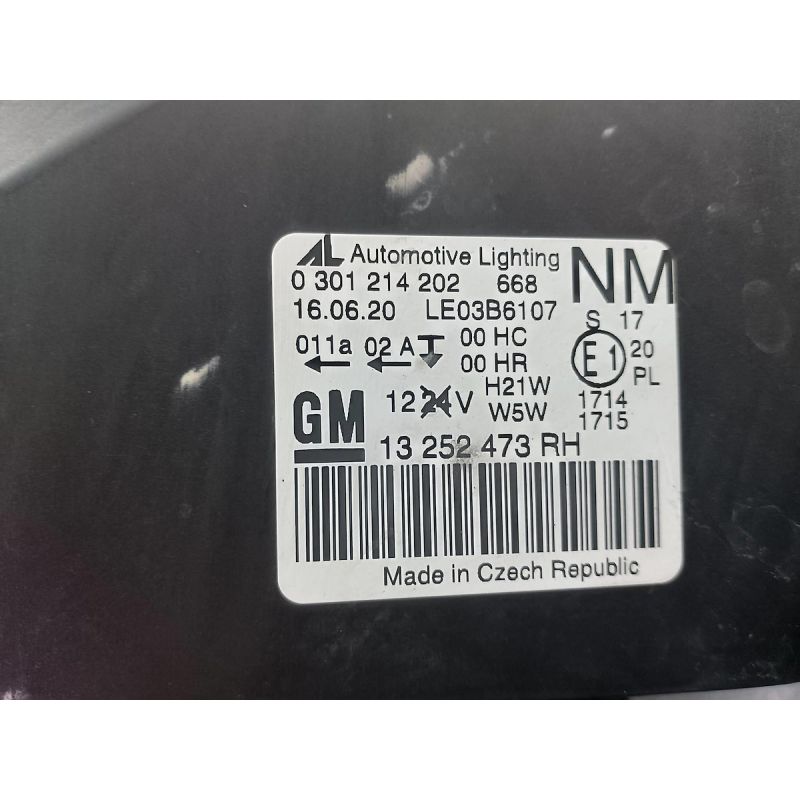 AL Automotive Lighting
NM
0 301 214 202 668
16.06.20 LE03B6107
S 17
011a 02 A 00 HC
00 HR
E1 20
PL
GM
12 24 V H21W
W5W
1714
1715
13 252 473 RH
Made in Czech Republic